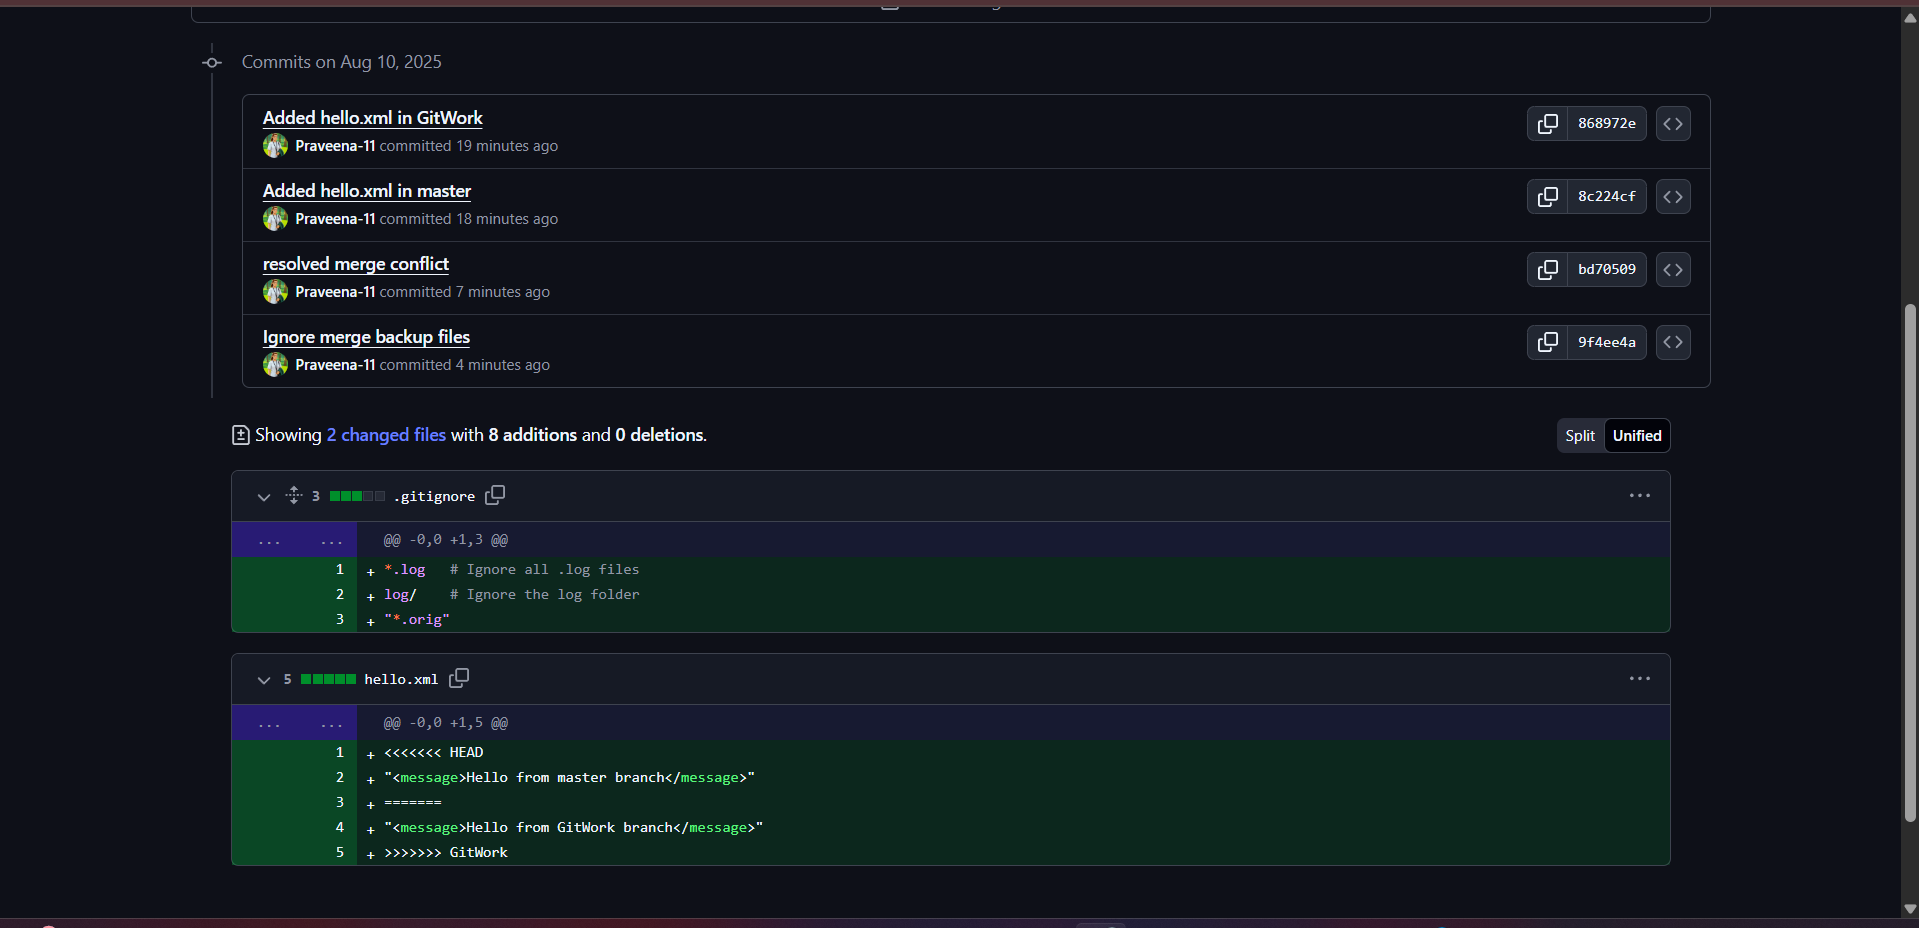 Commits on Aug 10, 2025
Added hello.xml in GitWork
Praveena-11 committed 19 minutes ago
868972e
Added hello.xml in master
Praveena-11 committed 18 minutes ago
8c224cf
resolved merge conflict
Praveena-11 committed 7 minutes ago
bd70509
Ignore merge backup files
Praveena-11 committed 4 minutes ago
9f4ee4a
Showing 2 changed files with 8 additions and 0 deletions.
Split Unified
3 .gitignore
... ... @@ -0,0 +1,3 @@
1 + *.log   # Ignore all .log files
2 + log/    # Ignore the log folder
3 + "*.orig"
5 hello.xml
... ... @@ -0,0 +1,5 @@
1 + <<<<<<< HEAD
2 + "<message>Hello from master branch</message>"
3 + =======
4 + "<message>Hello from GitWork branch</message>"
5 + >>>>>>> GitWork